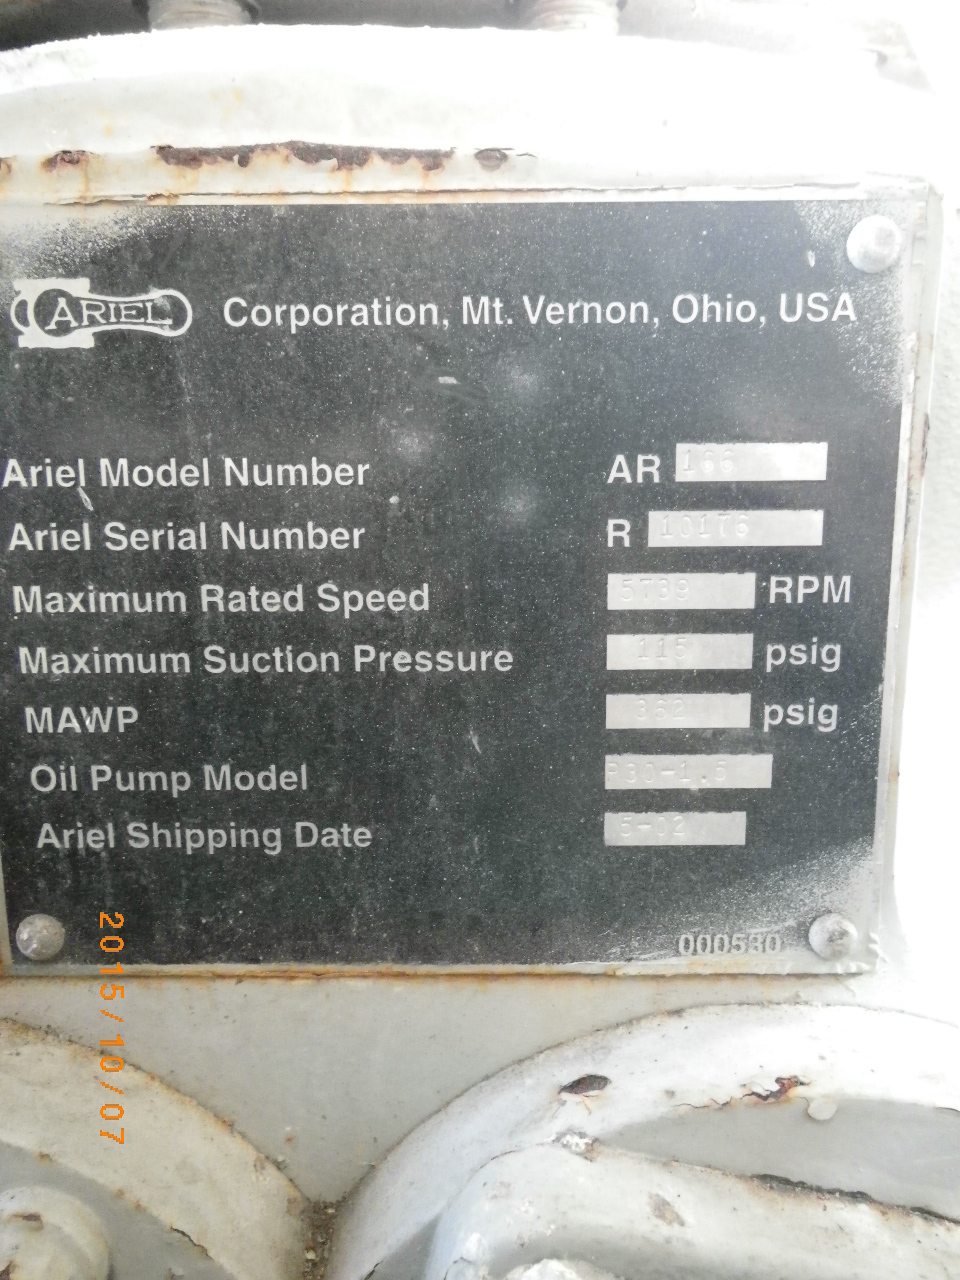 ARIEL Corporation, Mt. Vernon, Ohio, USA
Ariel Model Number AR 166
Ariel Serial Number R 10176
Maximum Rated Speed 5739 RPM
Maximum Suction Pressure 115 psig
MAWP 362 psig
Oil Pump Model P30-1.5
Ariel Shipping Date 5-02
000530
2015/10/07